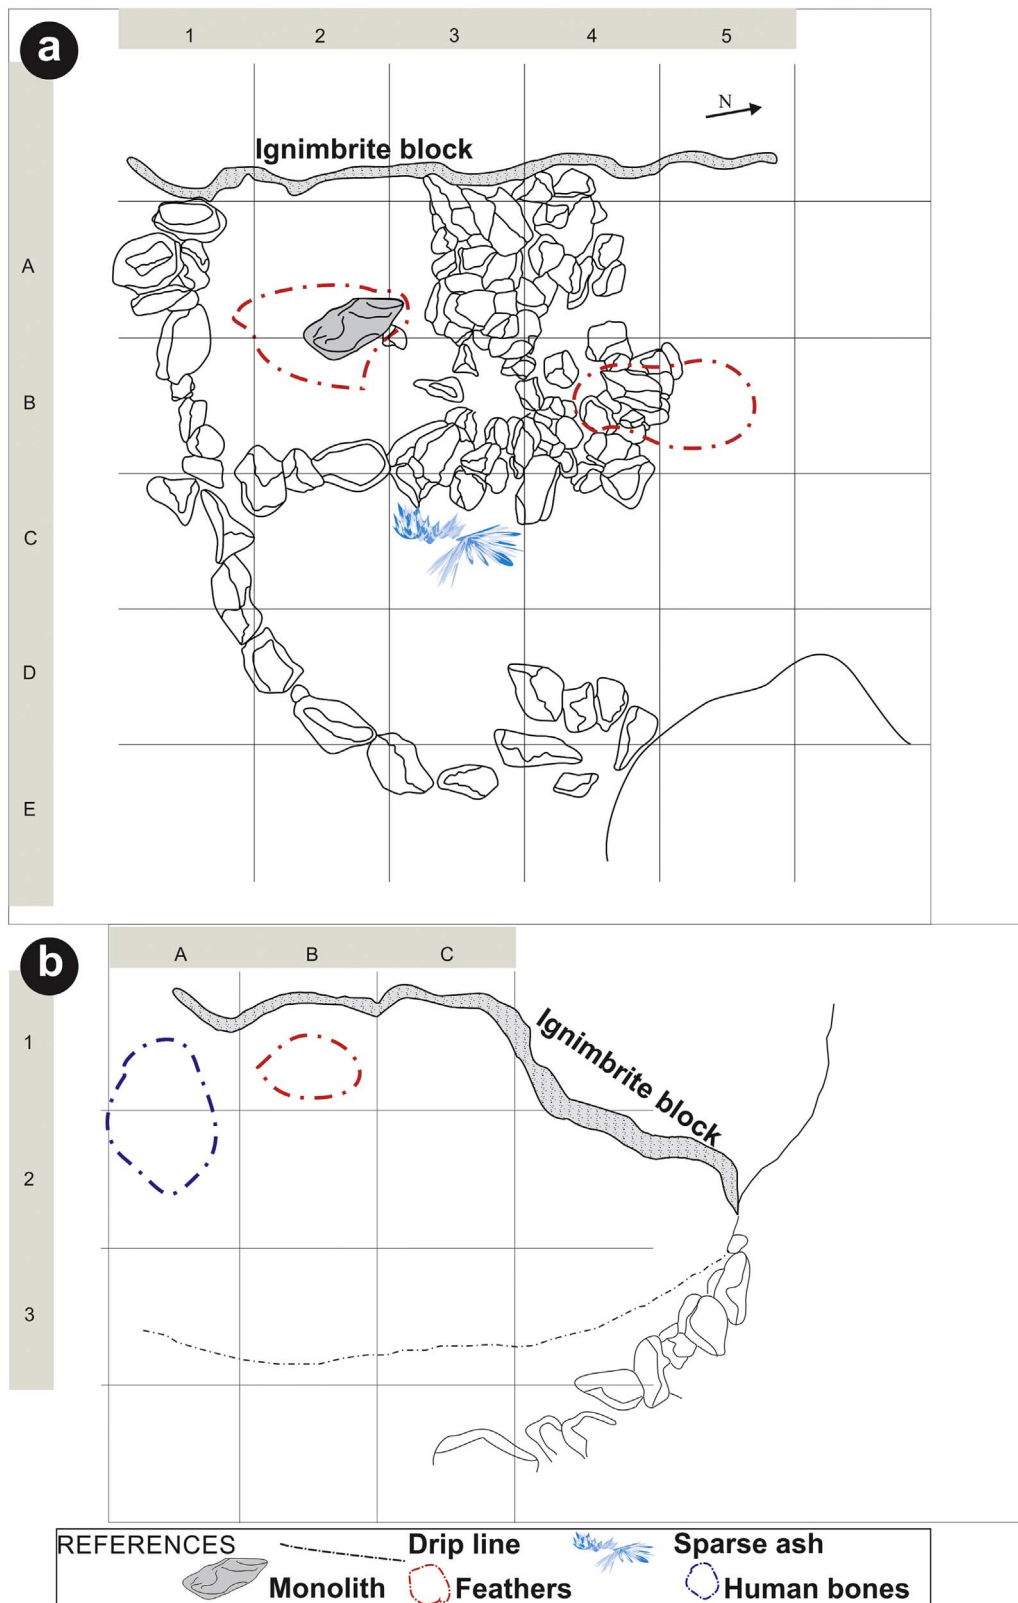 a
1 2 3 4 5
N
Ignimbrite block
A
B
C
D
E
b
A B C
Ignimbrite block
1
2
3
REFERENCES Drip line Sparse ash
Monolith Feathers Human bones